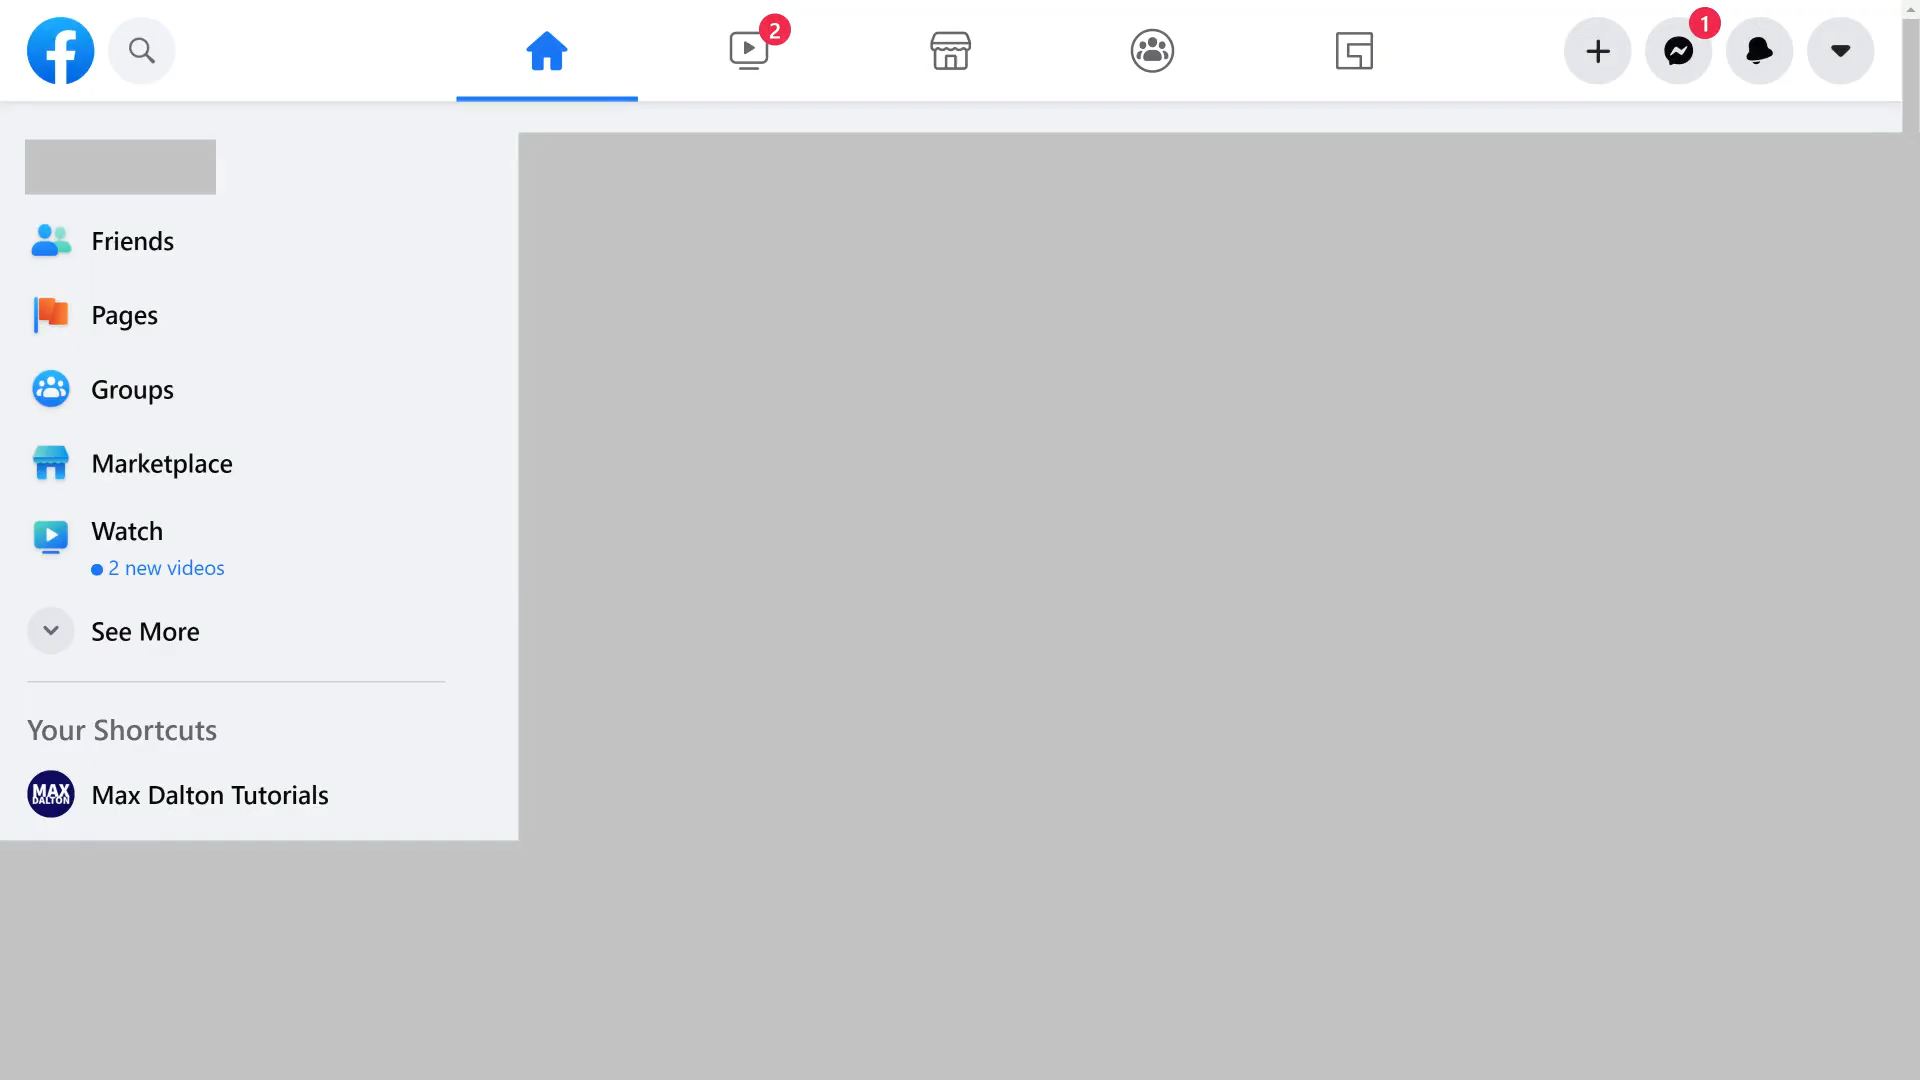 2
1
Friends
Pages
Groups
Marketplace
Watch
2 new videos
See More
Your Shortcuts
MAX
DALTON
Max Dalton Tutorials